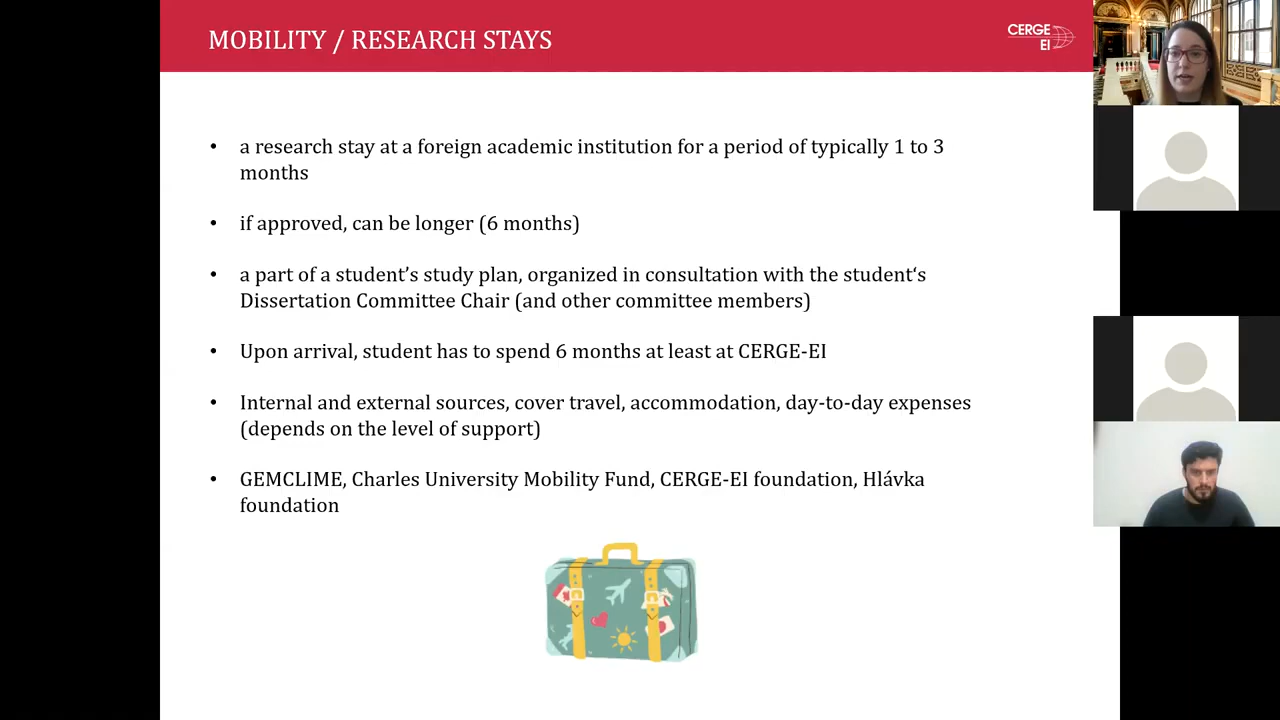 MOBILITY / RESEARCH STAYS
CERGE
EI
• a research stay at a foreign academic institution for a period of typically 1 to 3
months
• if approved, can be longer (6 months)
• a part of a student’s study plan, organized in consultation with the student‘s
Dissertation Committee Chair (and other committee members)
• Upon arrival, student has to spend 6 months at least at CERGE-EI
• Internal and external sources, cover travel, accommodation, day-to-day expenses
(depends on the level of support)
• GEMCLIME, Charles University Mobility Fund, CERGE-EI foundation, Hlávka
foundation